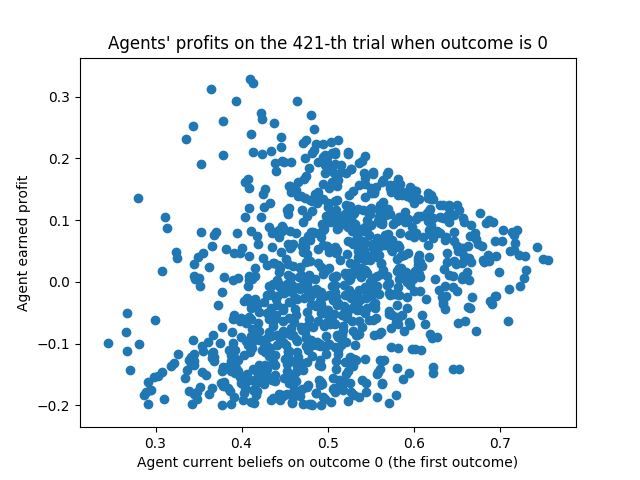 Agents' profits on the 421-th trial when outcome is 0
Agent earned profit
0.3
0.2
0.1
0.0
−0.1
−0.2
0.3 0.4 0.5 0.6 0.7
Agent current beliefs on outcome 0 (the first outcome)